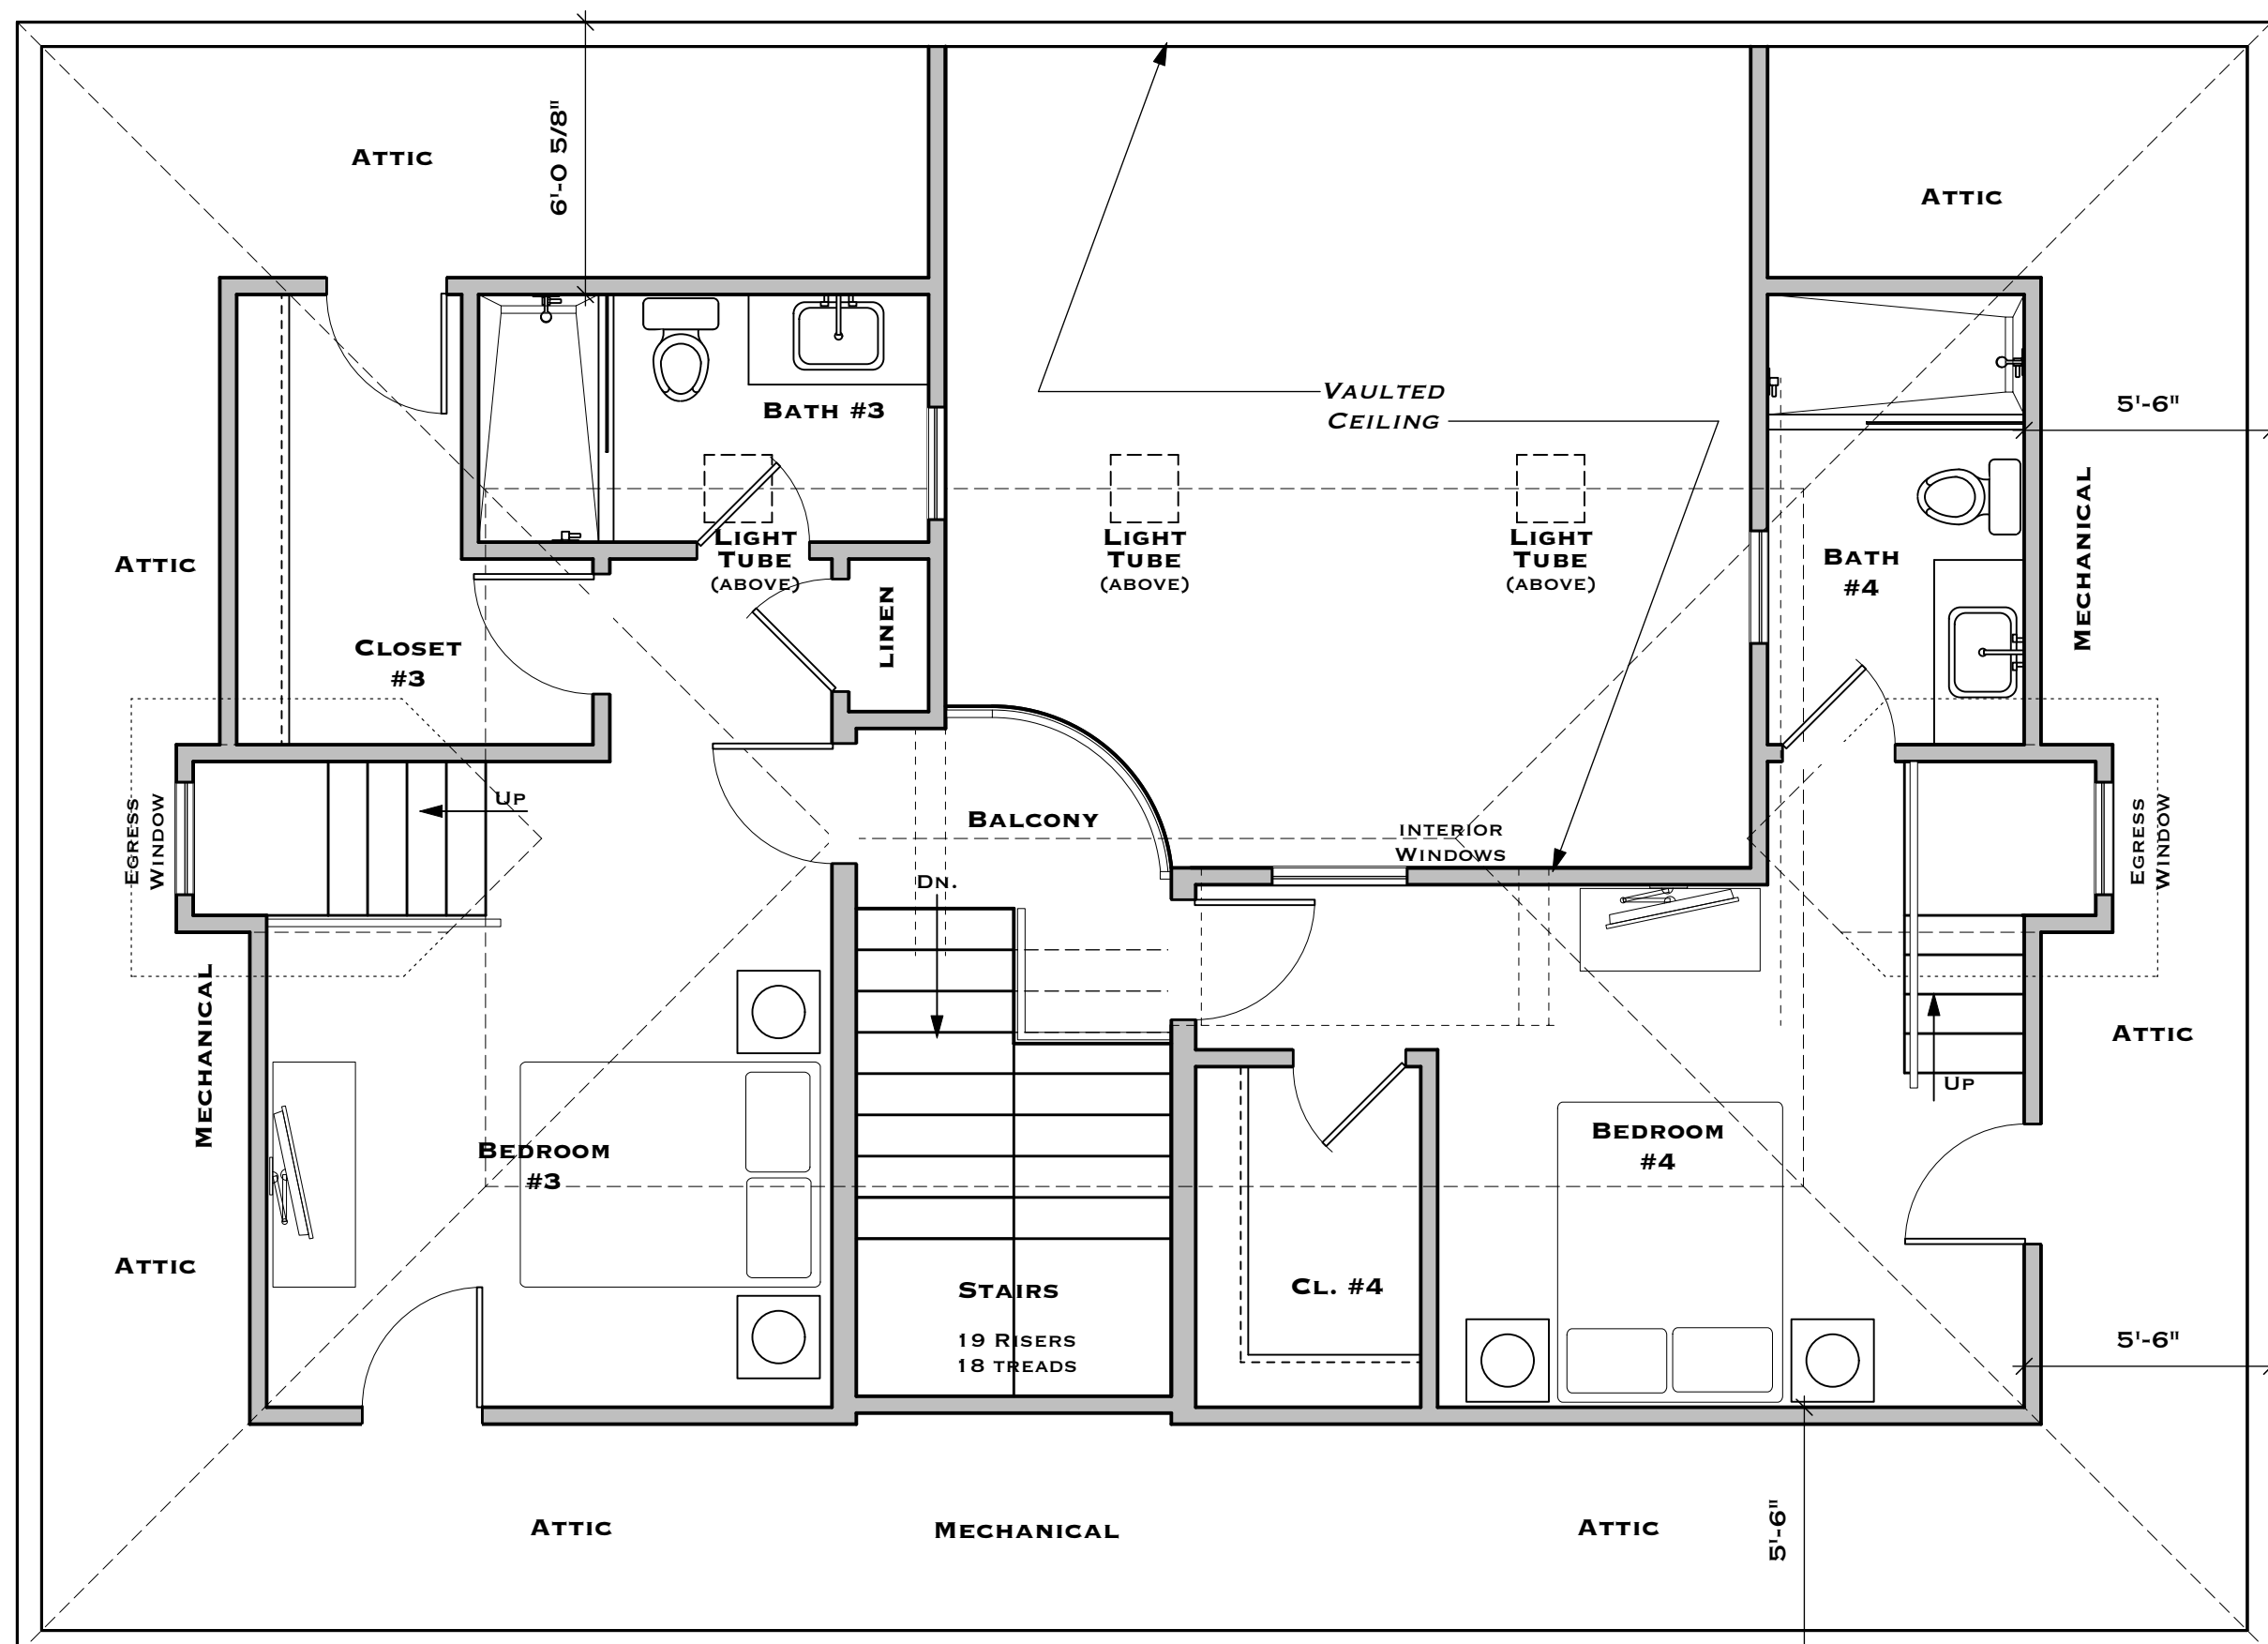 ATTIC
6'-0 5/8"
ATTIC
VAULTED
CEILING
5'-6"
BATH #3
MECHANICAL
LIGHT
TUBE
(ABOVE)
LIGHT
TUBE
(ABOVE)
LIGHT
TUBE
(ABOVE)
BATH
#4
ATTIC
LINEN
CLOSET
#3
EGRESS
WINDOW
UP
BALCONY
INTERIOR
WINDOWS
EGRESS
WINDOW
DN.
MECHANICAL
ATTIC
UP
BEDROOM
#3
BEDROOM
#4
ATTIC
STAIRS
19 RISERS
18 TREADS
CL. #4
5'-6"
ATTIC
MECHANICAL
ATTIC
5'-6"